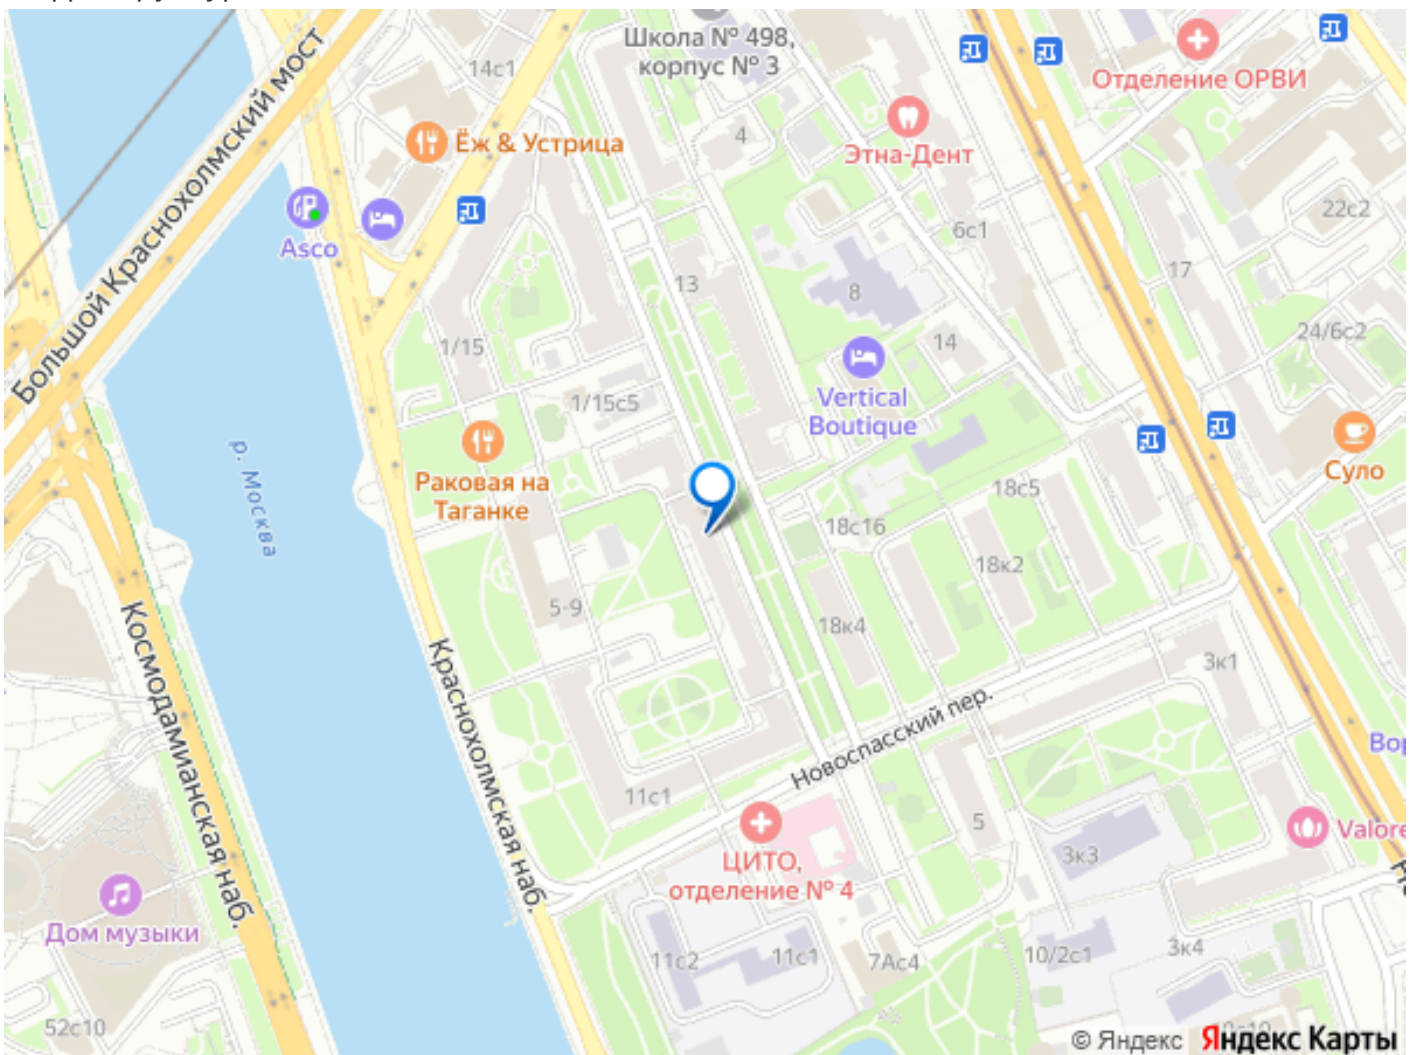 Школа № 498,
корпус № 3
Отделение ОРВИ
14с1
Ёж & Устрица
4
Этна-Дент
Большой Краснохолмский мост
Asco
22с2
6с1
17
13
8
24/6с2
1/15
14
Vertical
Boutique
1/15с5
р. Москва
Суло
Раковая на
Таганке
18с5
18с16
18к2
5-9
18к4
Космодамианская наб.
Краснохолмская наб.
3к1
Новоспасский пер.
11с1
5
Valore
ЦИТО,
отделение № 4
3к3
Дом музыки
11с2
11с1
7Ас4
10/2с1
3к4
52с10
© Яндекс Яндекс Карты